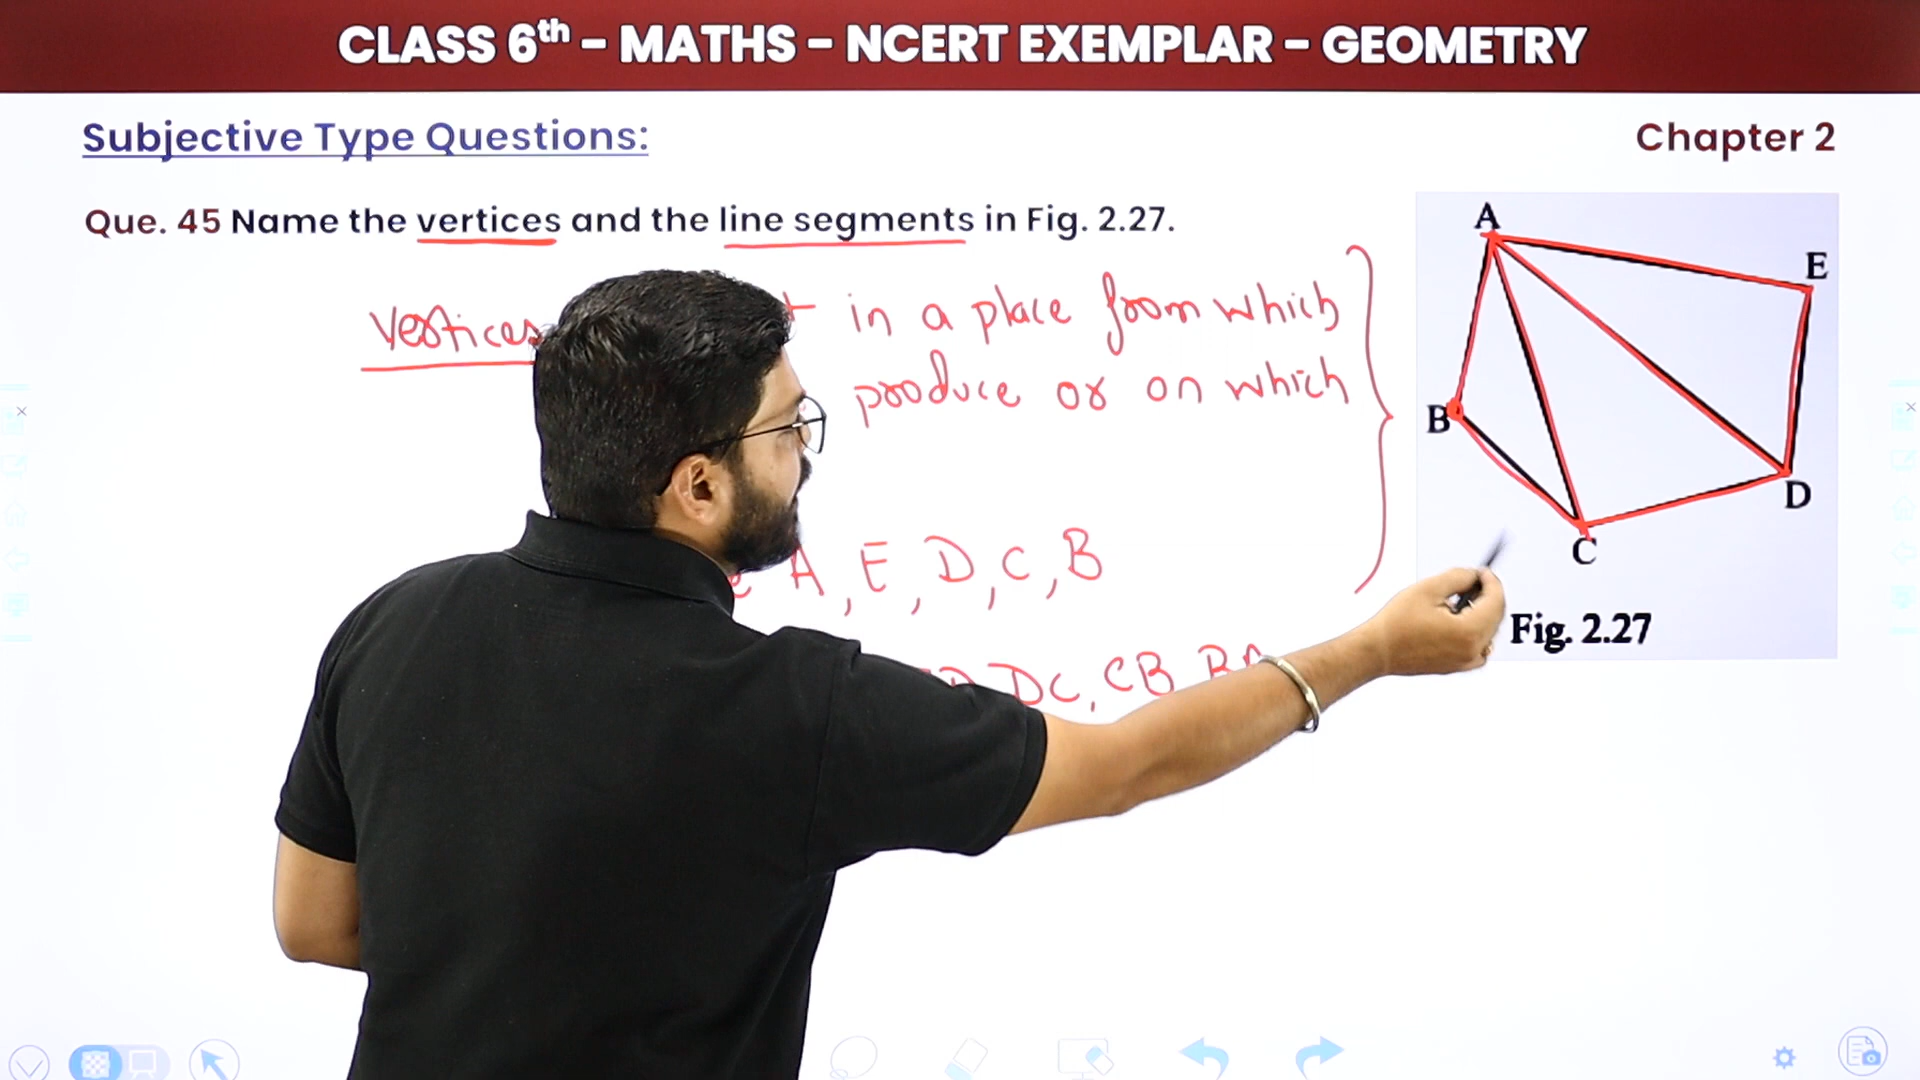 CLASS 6th – MATHS – NCERT EXEMPLAR – GEOMETRY
Subjective Type Questions:
Chapter 2
Que. 45 Name the vertices and the line segments in Fig. 2.27.
Vertices in a place from which
produce or on which
A, E, D, C, B
DC, CB, BA
A
E
B
D
C
Fig. 2.27